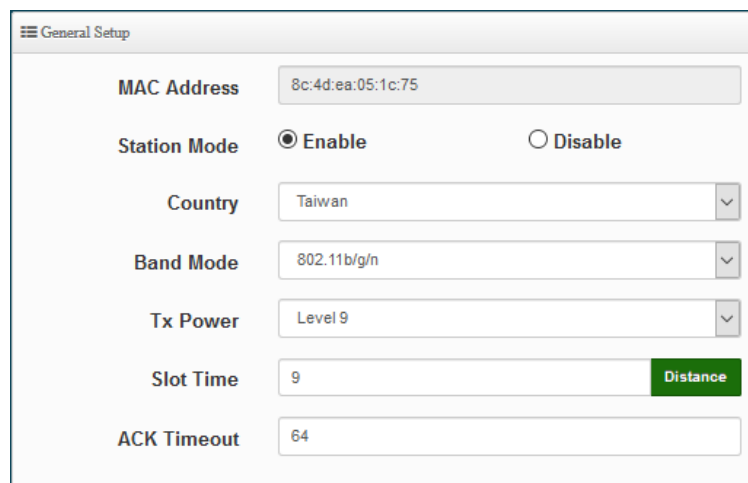 General Setup
MAC Address 8c:4d:ea:05:1c:75
Station Mode Enable Disable
Country Taiwan
Band Mode 802.11b/g/n
Tx Power Level 9
Slot Time 9 Distance
ACK Timeout 64